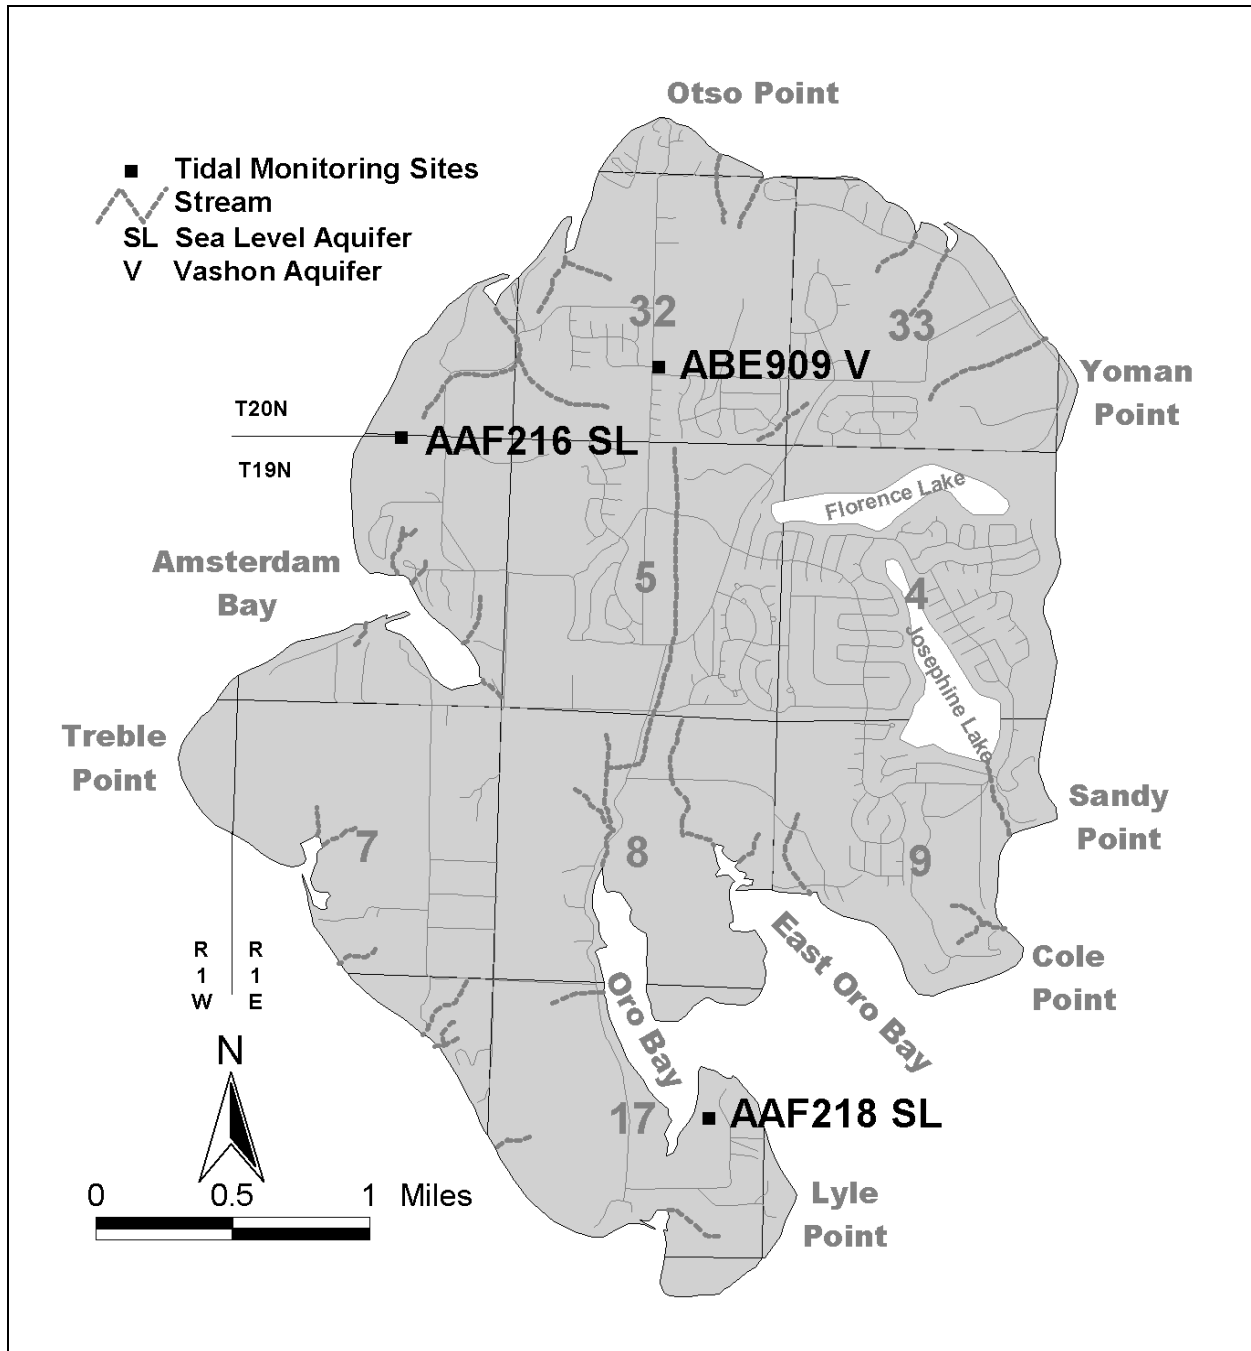 Otso Point
Tidal Monitoring Sites
Stream
SL Sea Level Aquifer
V Vashon Aquifer
32
33
ABE909 V
Yoman
Point
T20N
AAF216 SL
T19N
Florence Lake
Amsterdam
Bay
5
4
Josephine Lake
Treble
Point
Sandy
Point
7
8
9
East Oro Bay
R
1
W
R
1
E
Cole
Point
Oro Bay
N
17
AAF218 SL
0 0.5 1 Miles
Lyle
Point